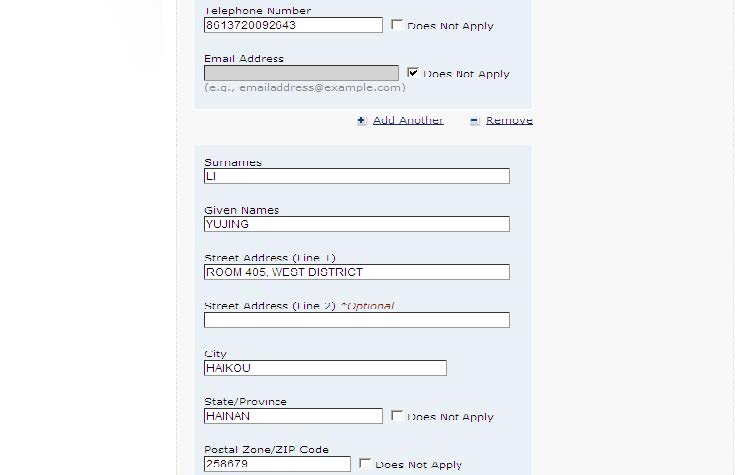 Telephone Number
8613720092643 Does Not Apply
Email Address
Does Not Apply
(e.g., emailaddress@example.com)
Add Another Remove
Surnames
LI
Given Names
YUJING
Street Address (Line 1)
ROOM 405, WEST DISTRICT
Street Address (Line 2) *Optional
City
HAIKOU
State/Province
HAINAN Does Not Apply
Postal Zone/ZIP Code
258679 Does Not Apply